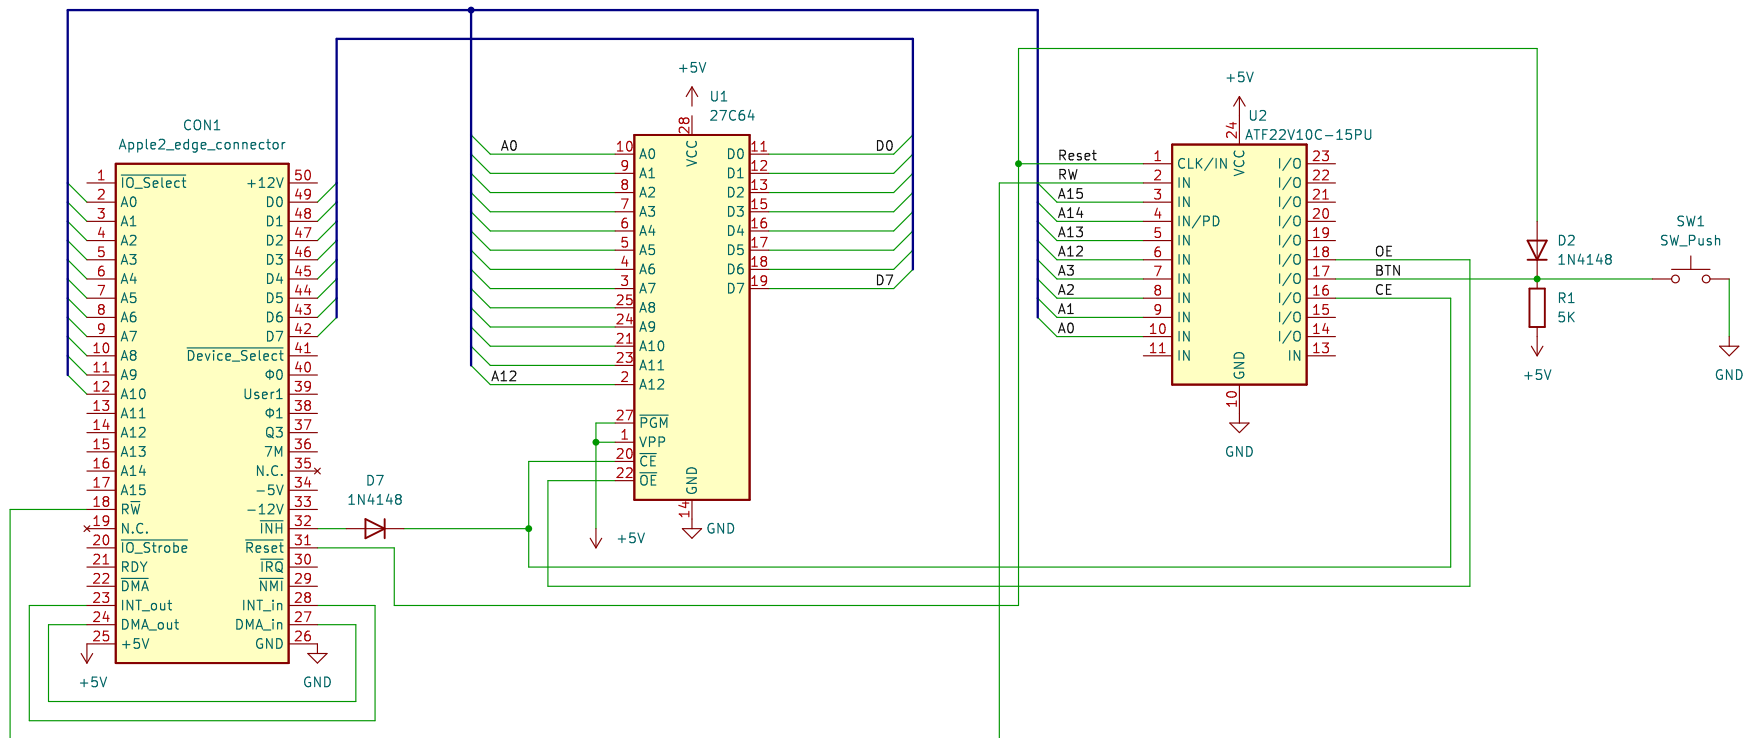 CON1
Apple2_edge_connector
1 IO_Select +12V 50
2 A0 D0 49
3 A1 D1 48
4 A2 D2 47
5 A3 D3 46
6 A4 D4 45
7 A5 D5 44
8 A6 D6 43
9 A7 D7 42
10 A8 Device_Select 41
11 A9 Φ0 40
12 A10 User1 39
13 A11 Φ1 38
14 A12 Q3 37
15 A13 7M 36
16 A14 N.C. 35
17 A15 -5V 34
18 RW -12V 33
19 N.C. INH 32
20 IO_Strobe Reset 31
21 RDY IRQ 30
22 DMA NMI 29
23 INT_out INT_in 28
24 DMA_out DMA_in 27
25 +5V GND 26
+5V
GND
D7
1N4148
+5V
U1
27C64
28
VCC
A0 10 A0 D0 11 D0
9 A1 D1 12
8 A2 D2 13
7 A3 D3 15
6 A4 D4 16
5 A5 D5 17
4 A6 D6 18
3 A7 D7 19 D7
25 A8
24 A9
21 A10
23 A11
A12 2 A12
27 PGM
1 VPP
20 CE
22 OE
GND
14
GND
+5V
+5V
U2
ATF22V10C-15PU
24
VCC
Reset 1 CLK/IN I/O 23
RW 2 IN I/O 22
A15 3 IN I/O 21
A14 4 IN/PD I/O 20
A13 5 IN I/O 19
A12 6 IN I/O 18 OE
A3 7 IN I/O 17 BTN
A2 8 IN I/O 16 CE
A1 9 IN I/O 15
A0 10 IN I/O 14
11 IN IN 13
GND
10
GND
D2
1N4148
R1
5K
+5V
SW1
SW_Push
GND